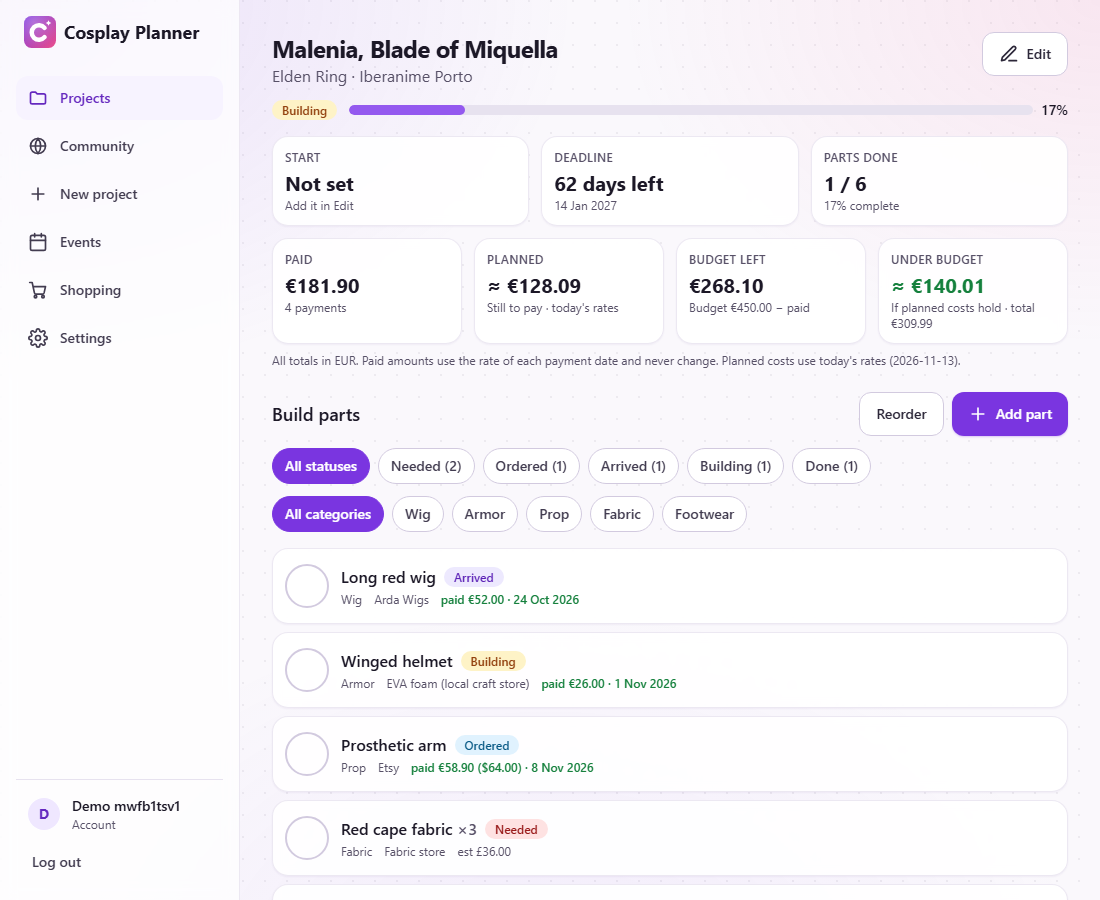 Cosplay Planner
Projects
Community
New project
Events
Shopping
Settings
D
Demo mwfb1tsv1
Account
Log out
Malenia, Blade of Miquella
Elden Ring · Iberanime Porto
Edit
Building
17%
START
Not set
Add it in Edit
DEADLINE
62 days left
14 Jan 2027
PARTS DONE
1 / 6
17% complete
PAID
€181.90
4 payments
PLANNED
≈ €128.09
Still to pay · today's rates
BUDGET LEFT
€268.10
Budget €450.00 − paid
UNDER BUDGET
≈ €140.01
If planned costs hold · total
€309.99
All totals in EUR. Paid amounts use the rate of each payment date and never change. Planned costs use today's rates (2026-11-13).
Build parts
Reorder
Add part
All statuses Needed (2) Ordered (1) Arrived (1) Building (1) Done (1)
All categories Wig Armor Prop Fabric Footwear
Long red wig Arrived
Wig Arda Wigs paid €52.00 · 24 Oct 2026
Winged helmet Building
Armor EVA foam (local craft store) paid €26.00 · 1 Nov 2026
Prosthetic arm Ordered
Prop Etsy paid €58.90 ($64.00) · 8 Nov 2026
Red cape fabric ×3 Needed
Fabric Fabric store est £36.00